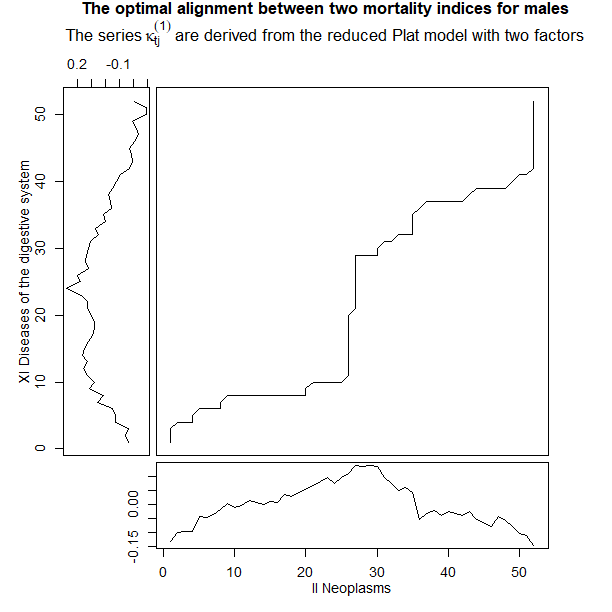 The optimal alignment between two mortality indices for males
The series κtj(1) are derived from the reduced Plat model with two factors
0.2 -0.1
XI Diseases of the digestive system
50
40
30
20
10
0
0.00
-0.15
0 10 20 30 40 50
II Neoplasms